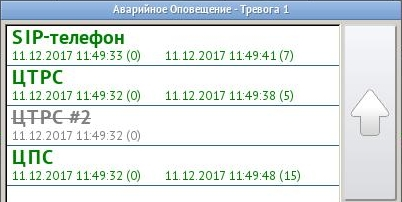 Аварийное Оповещение - Тревога 1
SIP-телефон
11.12.2017 11:49:33 (0) 11.12.2017 11:49:41 (7)
ЦТРС
11.12.2017 11:49:32 (0) 11.12.2017 11:49:38 (5)
ЦТРС #2
11.12.2017 11:49:32 (0)
ЦПС
11.12.2017 11:49:32 (0) 11.12.2017 11:49:48 (15)